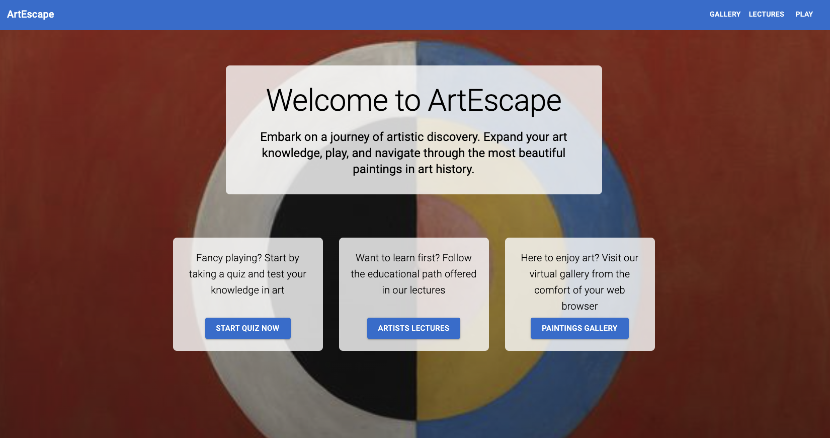 ArtEscape
GALLERY LECTURES PLAY
Welcome to ArtEscape
Embark on a journey of artistic discovery. Expand your art
knowledge, play, and navigate through the most beautiful
paintings in art history.
Fancy playing? Start by
taking a quiz and test your
knowledge in art
START QUIZ NOW
Want to learn first? Follow
the educational path offered
in our lectures
ARTISTS LECTURES
Here to enjoy art? Visit our
virtual gallery from the
comfort of your web
browser
PAINTINGS GALLERY